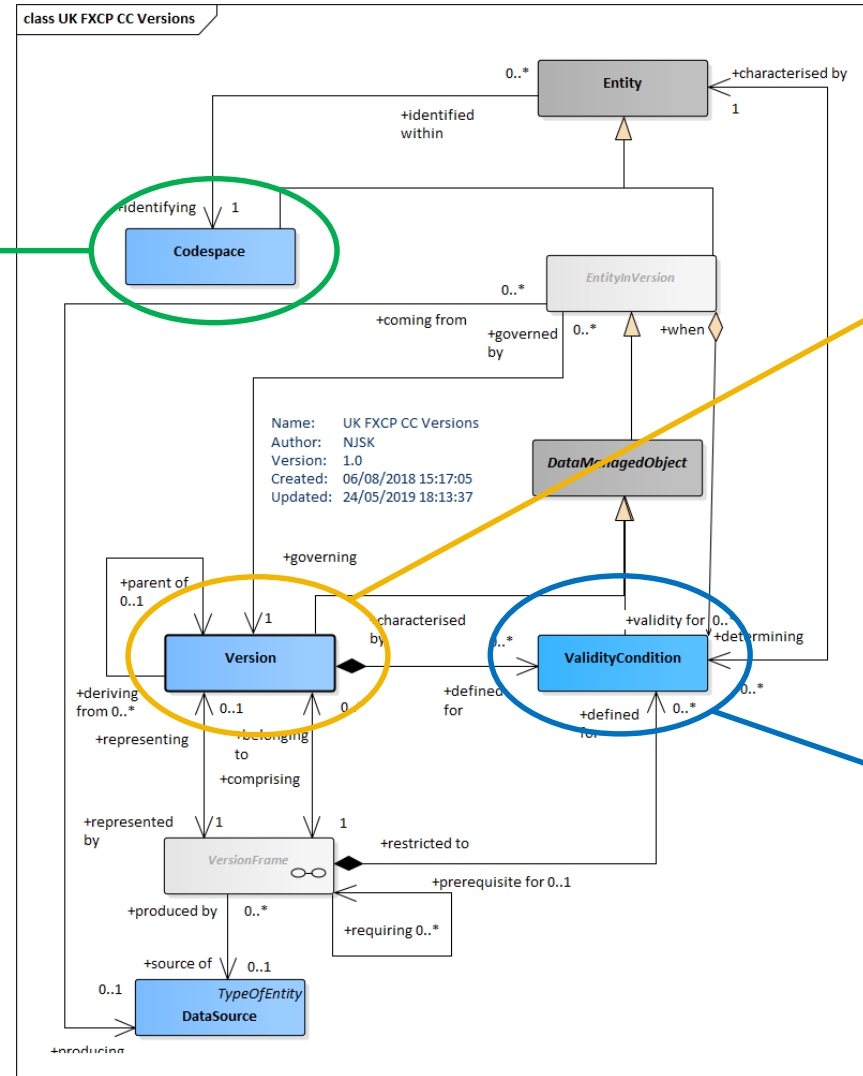 class UK FXCP CC Versions
0..*
Entity
+characterised by
1
+identified
within
+identifying
1
Codespace
EntityInVersion
0..*
+coming from
+governed
by
0..*
+when
Name: UK FXCP CC Versions
Author: NJSK
Version: 1.0
Created: 06/08/2018 15:17:05
Updated: 24/05/2019 18:13:37
DataManagedObject
+governing
+parent of
0..1
1
+characterised
by
0..*
+validity for 0..*
+determining
Version
ValidityCondition
+deriving
from 0..*
0..1
0..
+defined
for
+defined
for
0..*
0..*
+representing
+belonging
to
+comprising
+represented
by
1
1
+restricted to
VersionFrame
+prerequisite for 0..1
+produced by
0..*
+requiring 0..*
+source of
0..1
0..1
TypeOfEntity
DataSource
+producing